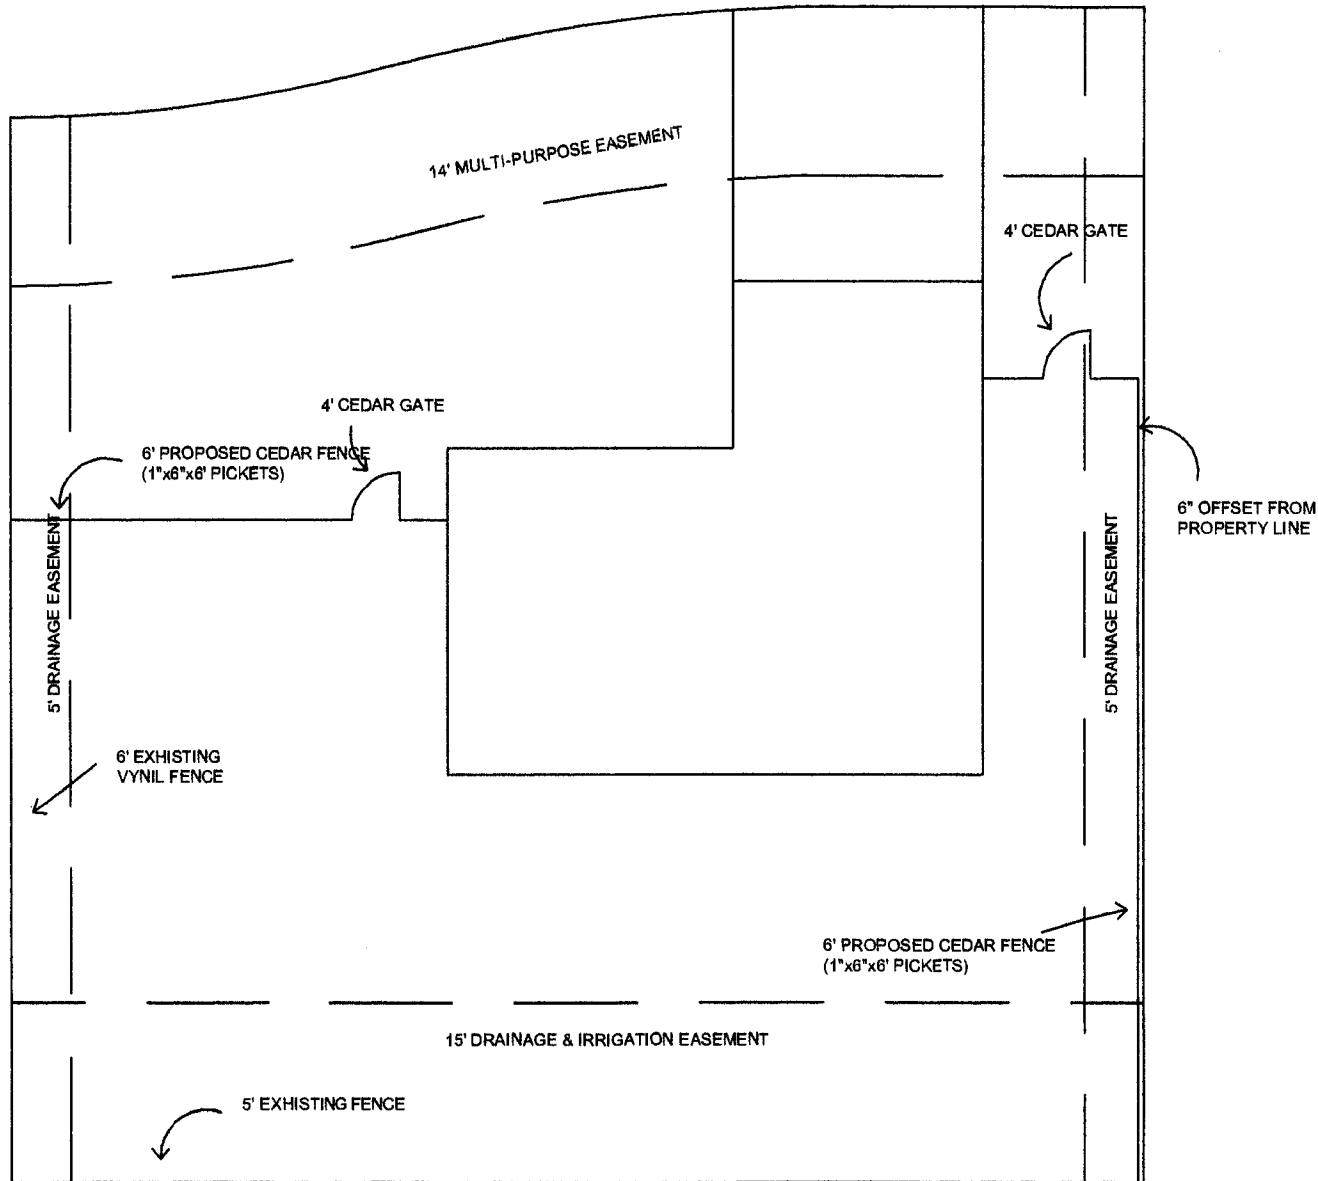 14' MULTI-PURPOSE EASEMENT
4' CEDAR GATE
4' CEDAR GATE
6' PROPOSED CEDAR FENCE
(1"x6"x6' PICKETS)
6" OFFSET FROM
PROPERTY LINE
5' DRAINAGE EASEMENT
5' DRAINAGE EASEMENT
6' EXHISTING
VYNIL FENCE
6' PROPOSED CEDAR FENCE
(1"x6"x6' PICKETS)
15' DRAINAGE & IRRIGATION EASEMENT
5' EXHISTING FENCE